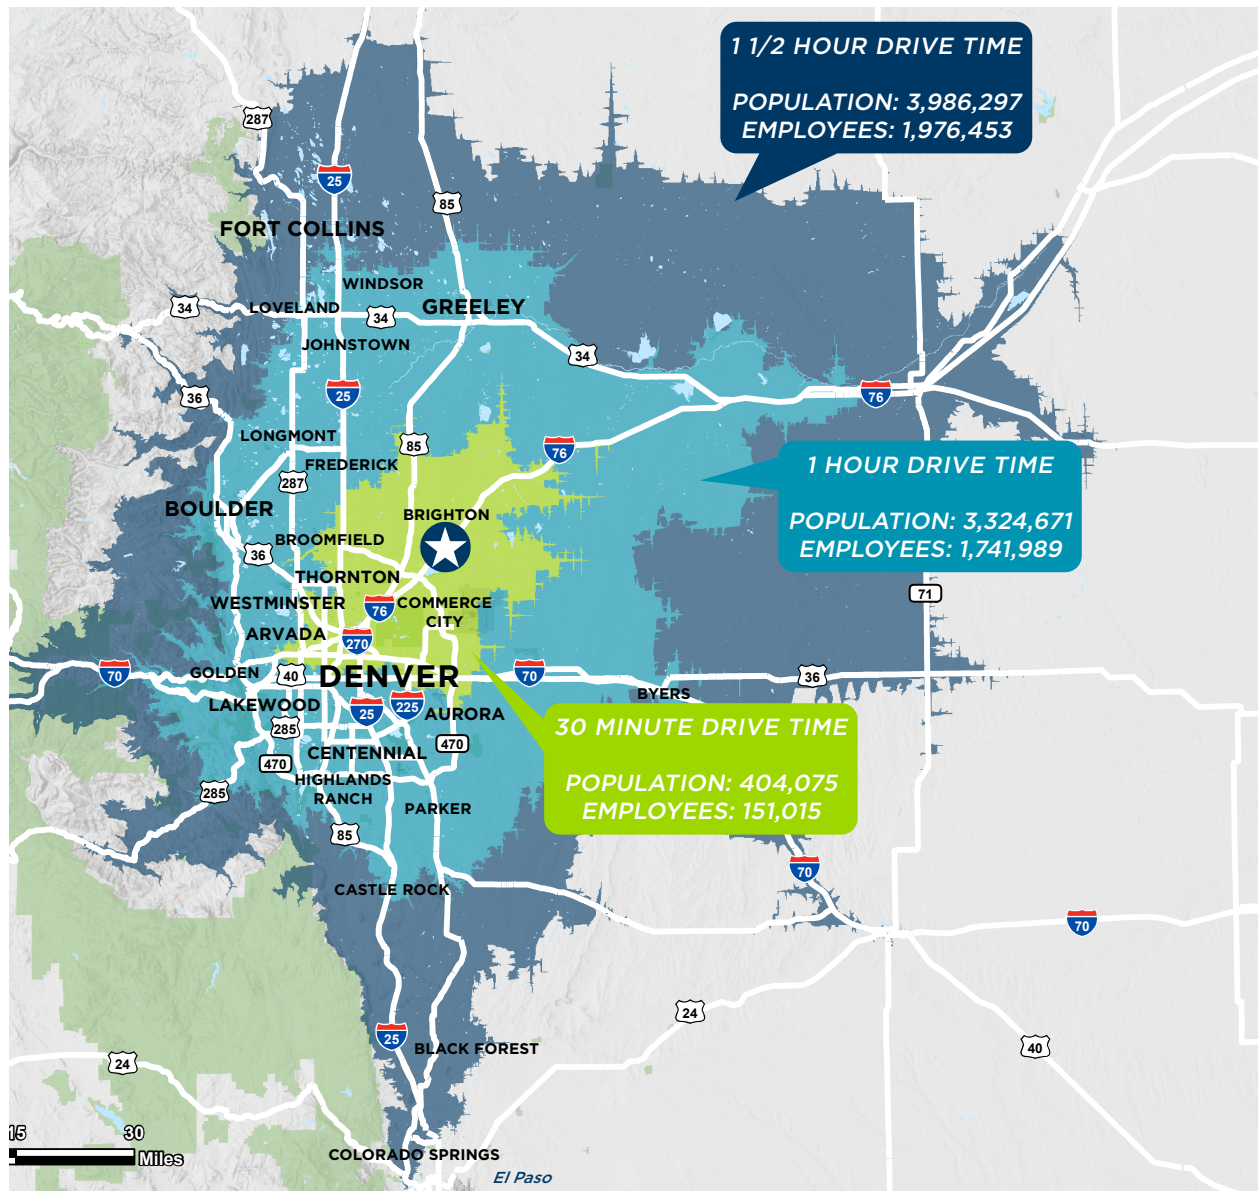 1 1/2 HOUR DRIVE TIME
POPULATION: 3,986,297
EMPLOYEES: 1,976,453
287
25
85
FORT COLLINS
WINDSOR
LOVELAND
GREELEY
34
34
JOHNSTOWN
34
36
25
76
LONGMONT
85
76
FREDERICK
287
1 HOUR DRIVE TIME
POPULATION: 3,324,671
EMPLOYEES: 1,741,989
BOULDER
BRIGHTON
BROOMFIELD
36
THORNTON
WESTMINSTER
76
COMMERCE
CITY
71
ARVADA
270
GOLDEN
70
40
DENVER
70
36
BYERS
LAKEWOOD
25
225
AURORA
285
30 MINUTE DRIVE TIME
POPULATION: 404,075
EMPLOYEES: 151,015
470
CENTENNIAL
470
HIGHLANDS
RANCH
285
PARKER
85
70
CASTLE ROCK
70
24
25
BLACK FOREST
40
24
15
30
Miles
COLORADO SPRINGS
El Paso